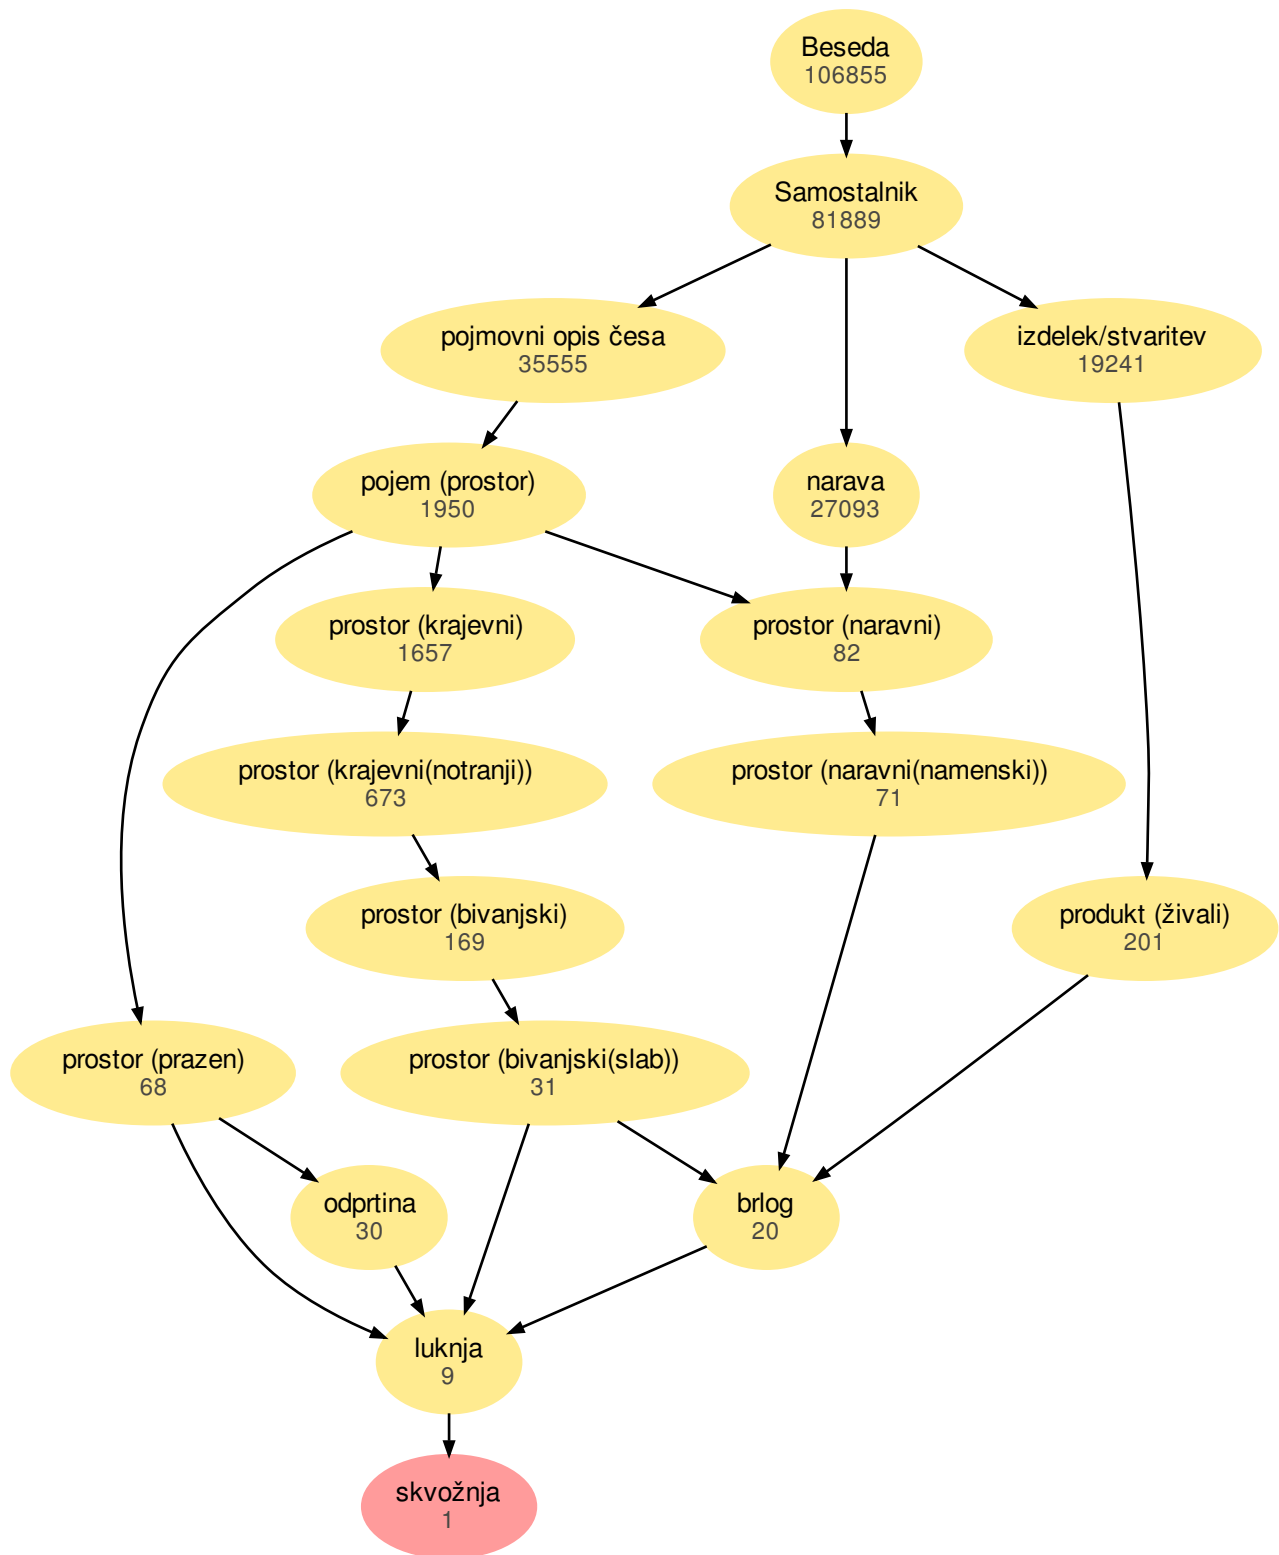 Beseda
106855
Samostalnik
81889
pojmovni opis česa
35555
izdelek/stvaritev
19241
pojem (prostor)
1950
narava
27093
prostor (krajevni)
1657
prostor (naravni)
82
prostor (krajevni(notranji))
673
prostor (naravni(namenski))
71
prostor (bivanjski)
169
produkt (živali)
201
prostor (prazen)
68
prostor (bivanjski(slab))
31
odprtina
30
brlog
20
luknja
9
skvožnja
1